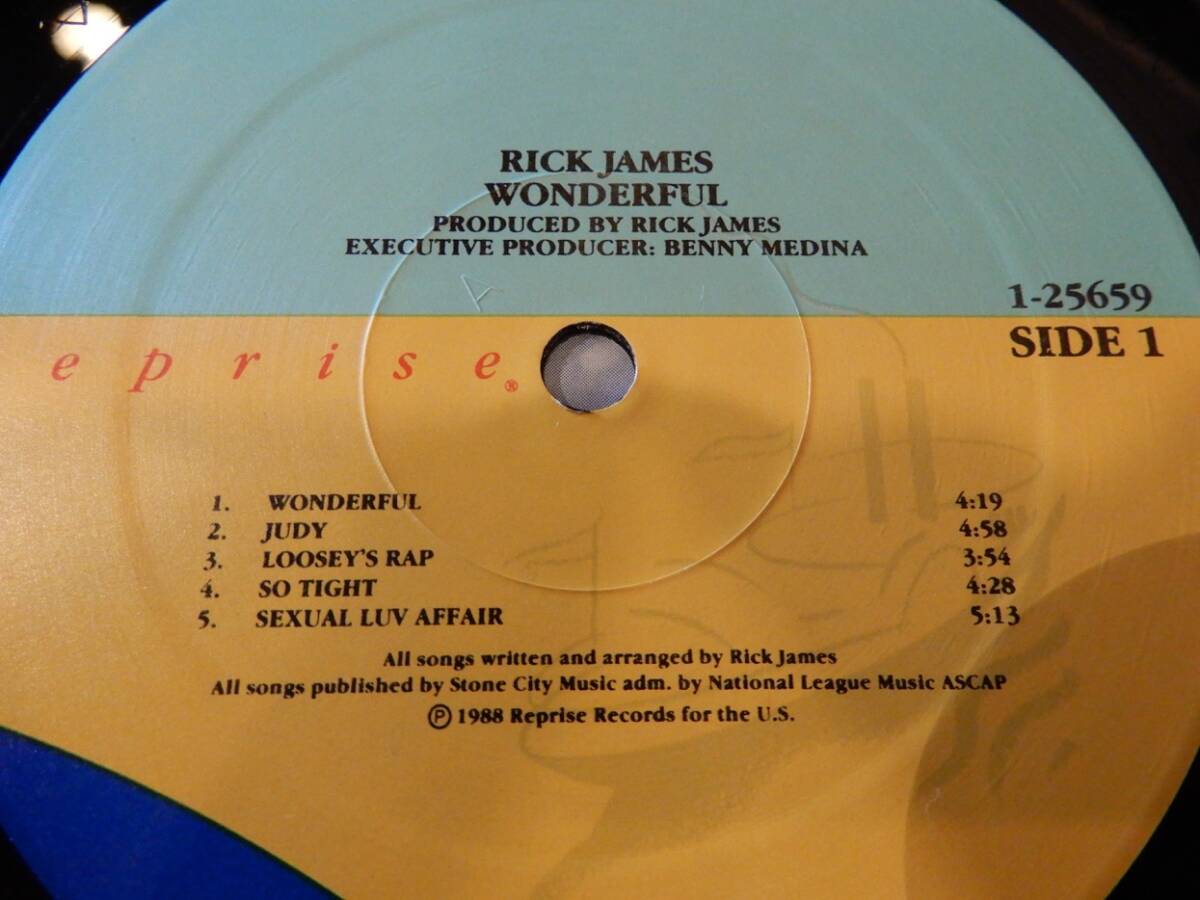 RICK JAMES
WONDERFUL
PRODUCED BY RICK JAMES
EXECUTIVE PRODUCER: BENNY MEDINA
1-25659
SIDE 1
eprise®
1. WONDERFUL 4:19
2. JUDY 4:58
3. LOOSEY'S RAP 3:54
4. SO TIGHT 4:28
5. SEXUAL LUV AFFAIR 5:13
All songs written and arranged by Rick James
All songs published by Stone City Music adm. by National League Music ASCAP
℗ 1988 Reprise Records for the U.S.